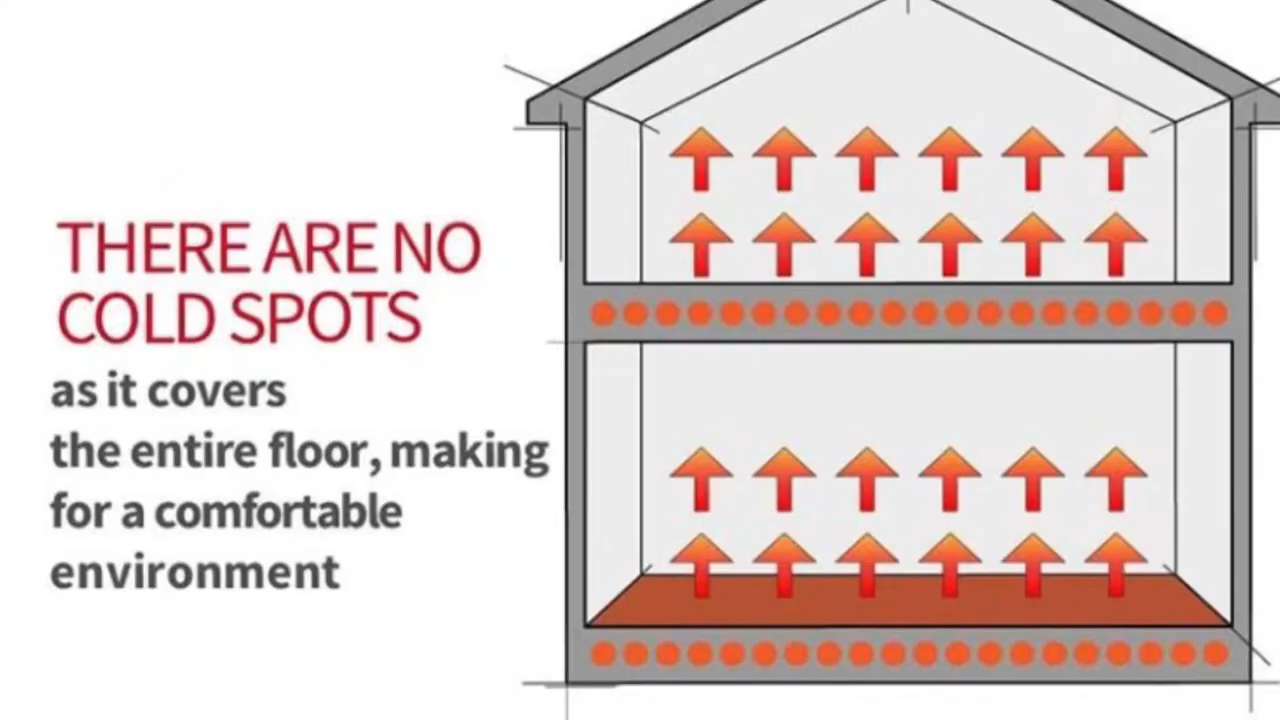 THERE ARE NO
COLD SPOTS
as it covers
the entire floor, making
for a comfortable
environment